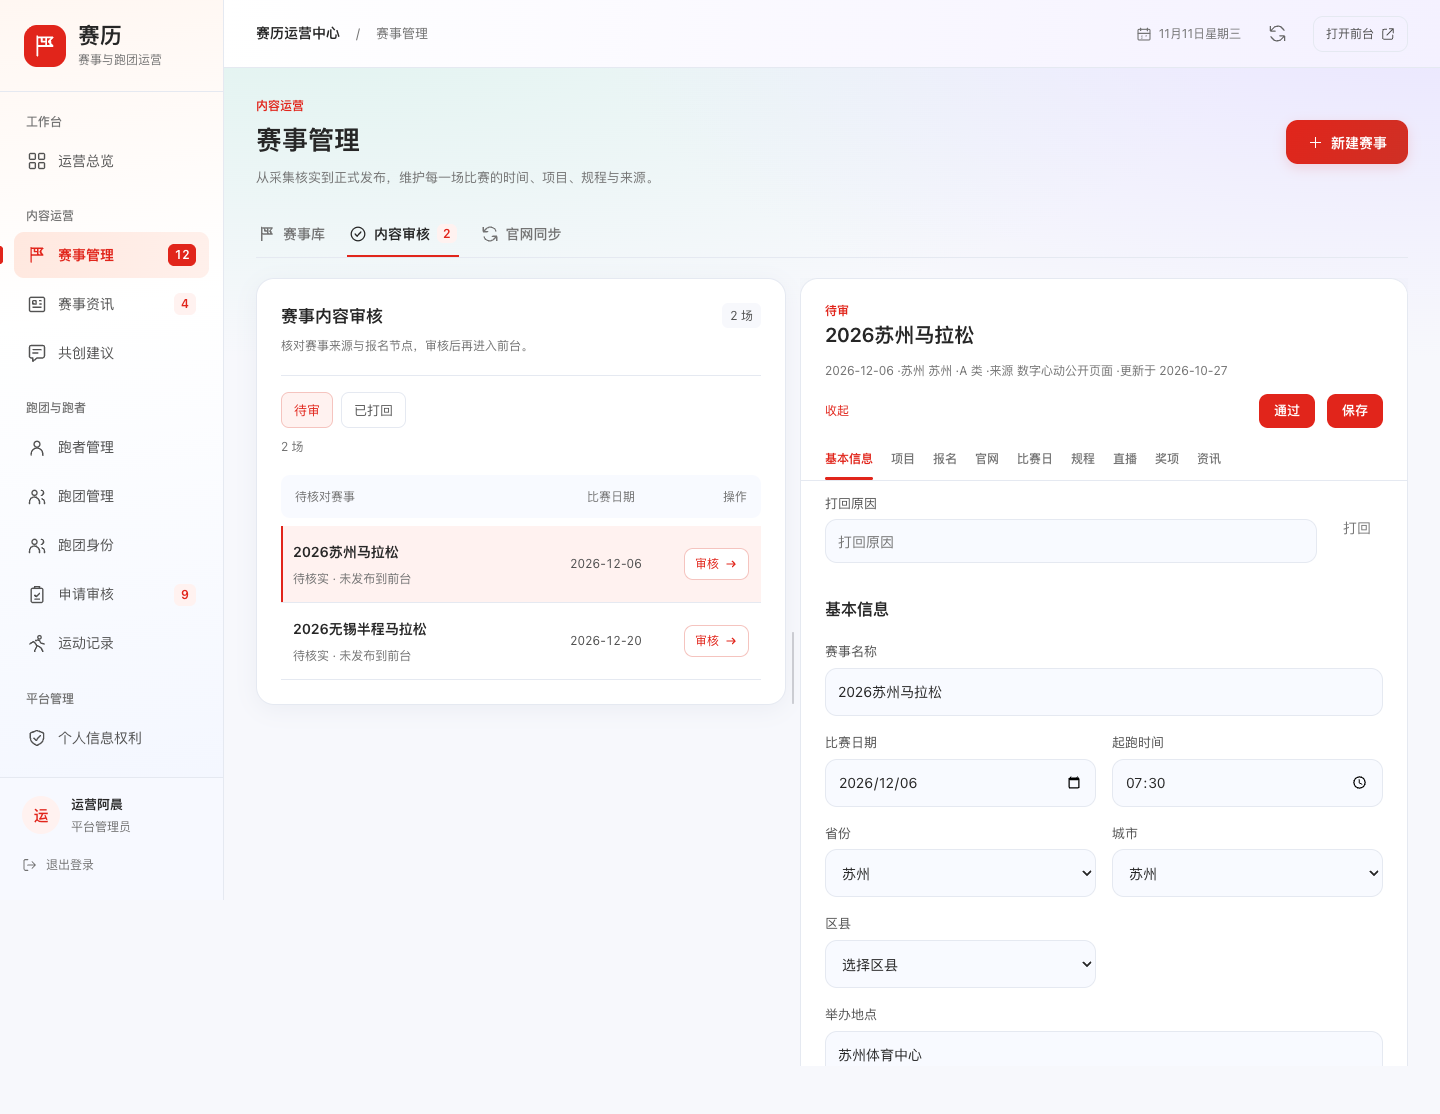 赛历
赛事与跑团运营
工作台
运营总览
内容运营
赛事管理 12
赛事资讯 4
共创建议
跑团与跑者
跑者管理
跑团管理
跑团身份
申请审核 9
运动记录
平台管理
个人信息权利
运
运营阿晨
平台管理员
退出登录
赛历运营中心 / 赛事管理
11月11日星期三
打开前台
内容运营
赛事管理
从采集核实到正式发布，维护每一场比赛的时间、项目、规程与来源。
新建赛事
赛事库 内容审核 2 官网同步
赛事内容审核 2 场
核对赛事来源与报名节点，审核后再进入前台。
待审 已打回
2 场
待核对赛事 比赛日期 操作
2026苏州马拉松
待核实 · 未发布到前台
2026-12-06
审核 →
2026无锡半程马拉松
待核实 · 未发布到前台
2026-12-20
审核 →
待审
2026苏州马拉松
2026-12-06 ·苏州 苏州 ·A 类 ·来源 数字心动公开页面 ·更新于 2026-10-27
收起 通过 保存
基本信息 项目 报名 官网 比赛日 规程 直播 奖项 资讯
打回原因
打回原因 打回
基本信息
赛事名称
2026苏州马拉松
比赛日期 起跑时间
2026/12/06 07:30
省份 城市
苏州 苏州
区县
选择区县
举办地点
苏州体育中心